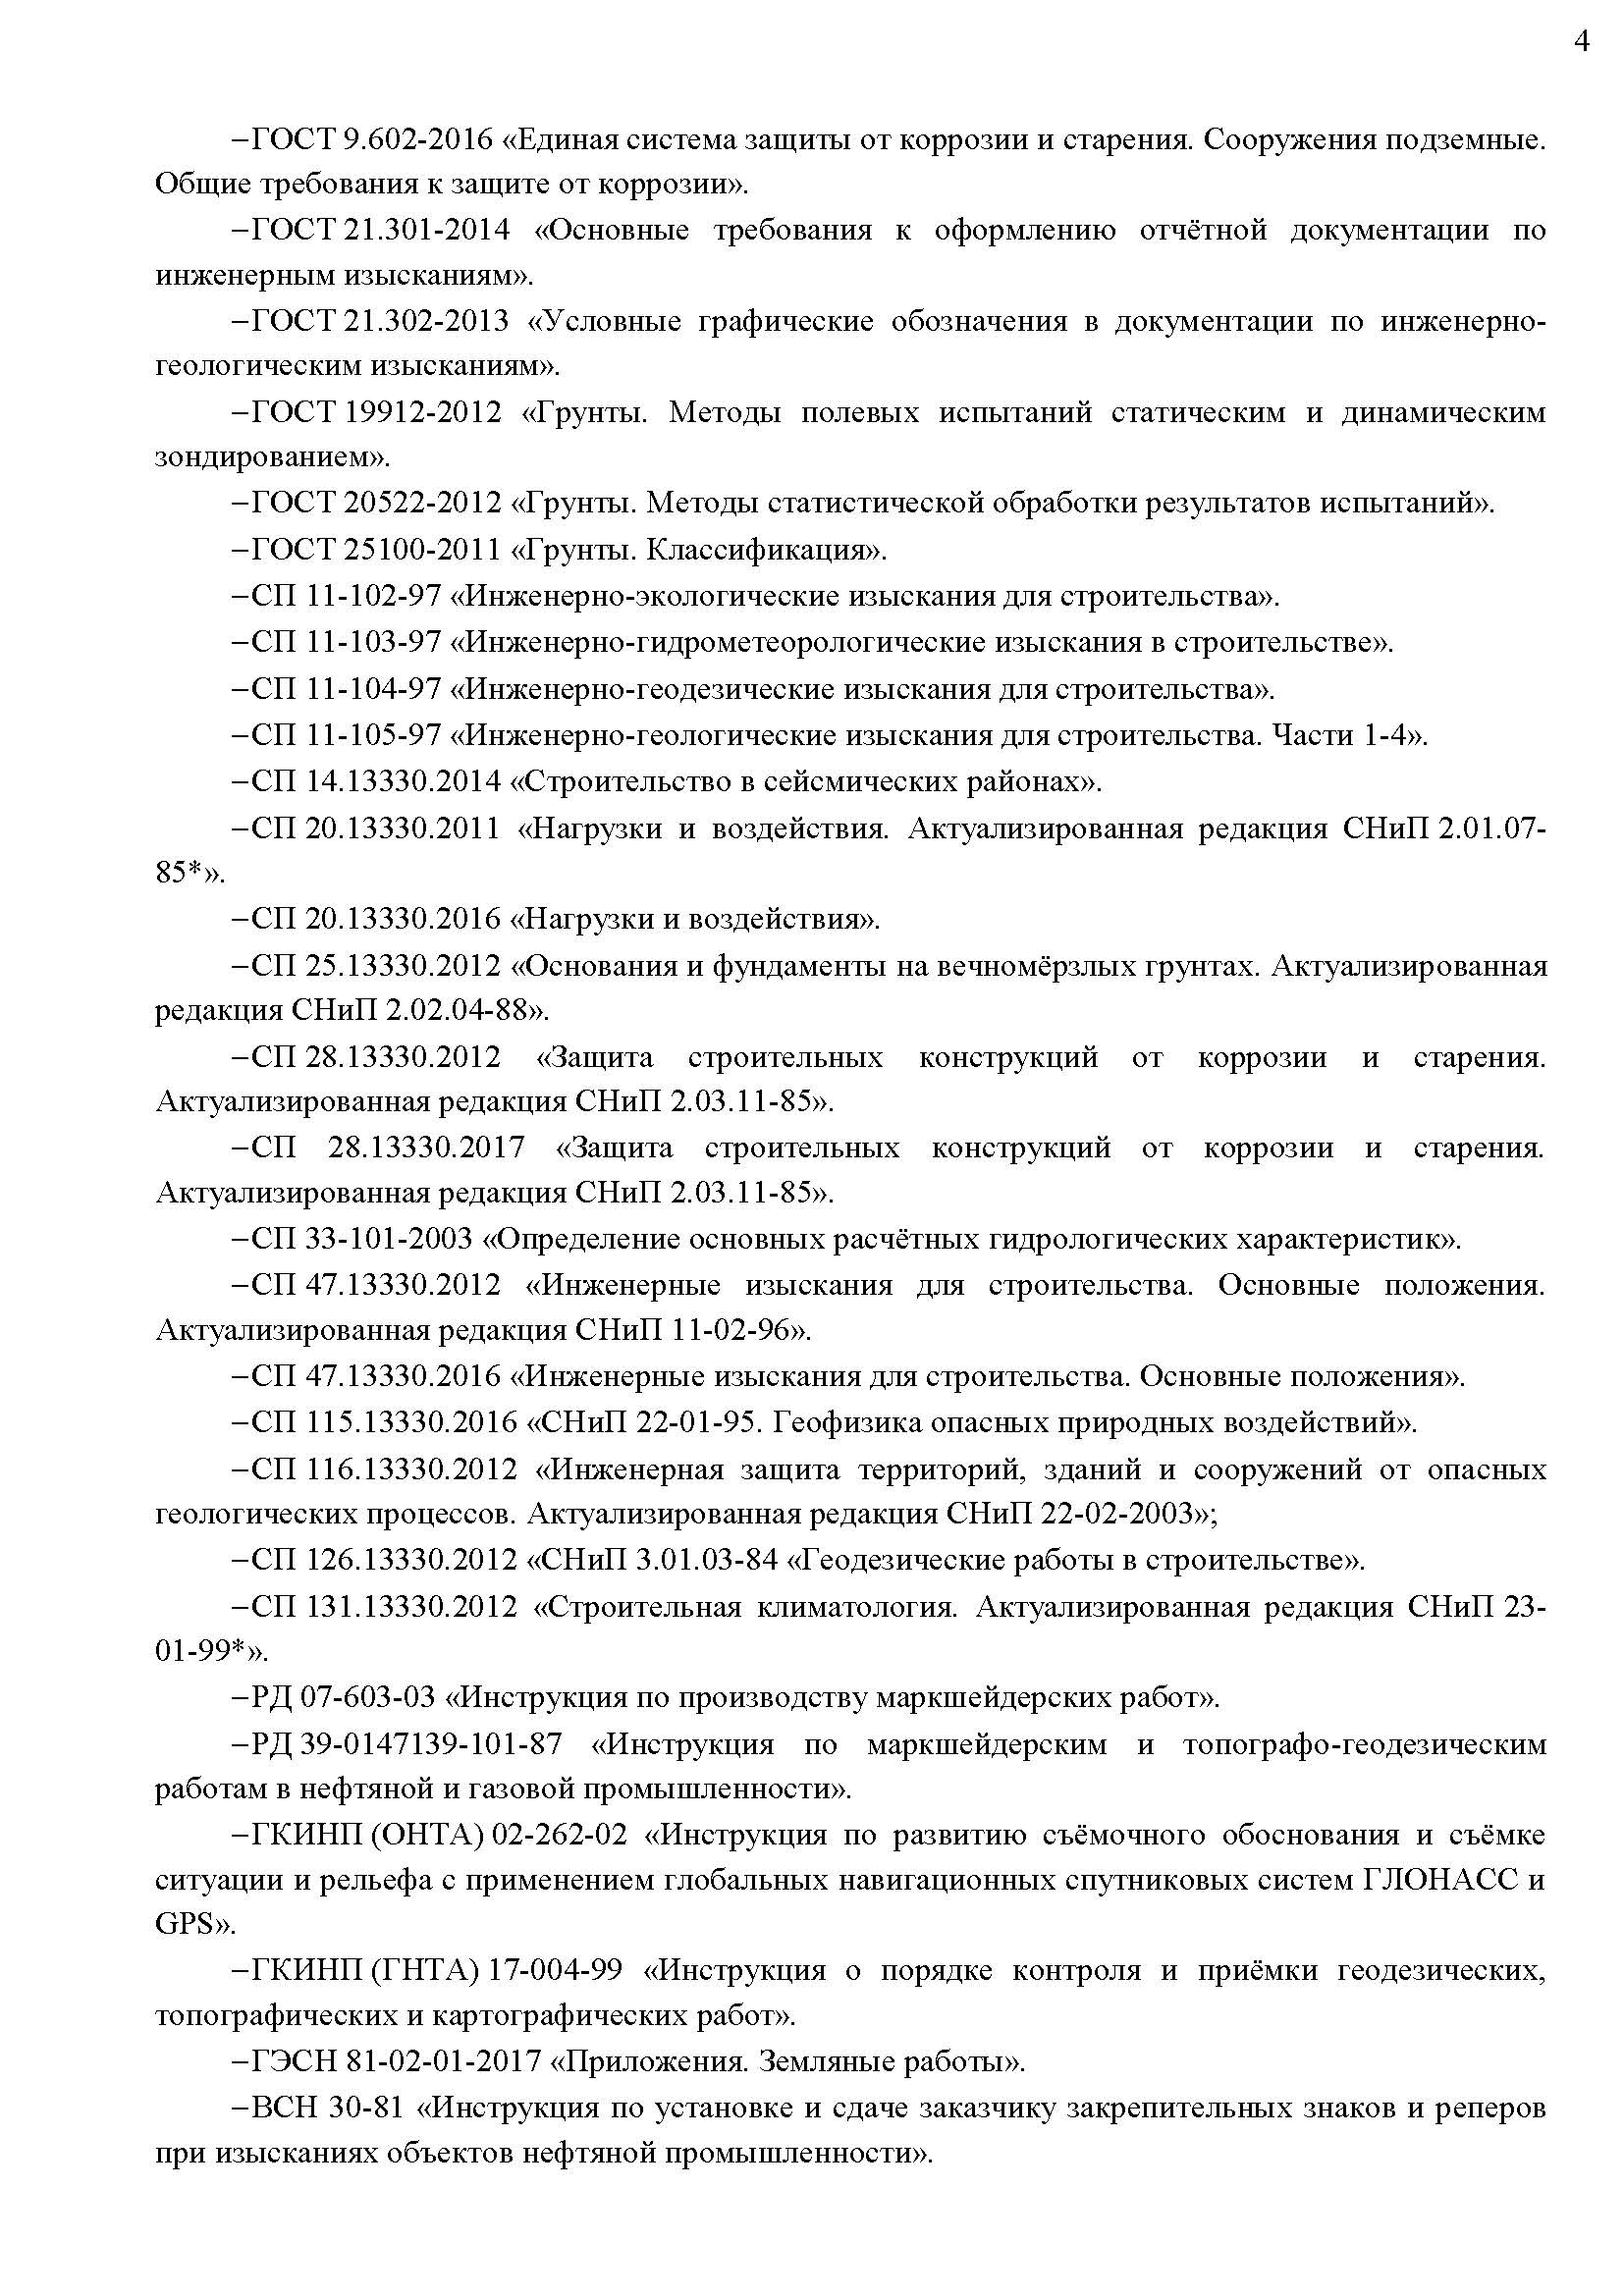 4
–ГОСТ 9.602-2016 «Единая система защиты от коррозии и старения. Сооружения подземные.
Общие требования к защите от коррозии».
–ГОСТ 21.301-2014 «Основные требования к оформлению отчётной документации по
инженерным изысканиям».
–ГОСТ 21.302-2013 «Условные графические обозначения в документации по инженерно-
геологическим изысканиям».
–ГОСТ 19912-2012 «Грунты. Методы полевых испытаний статическим и динамическим
зондированием».
–ГОСТ 20522-2012 «Грунты. Методы статистической обработки результатов испытаний».
–ГОСТ 25100-2011 «Грунты. Классификация».
–СП 11-102-97 «Инженерно-экологические изыскания для строительства».
–СП 11-103-97 «Инженерно-гидрометеорологические изыскания в строительстве».
–СП 11-104-97 «Инженерно-геодезические изыскания для строительства».
–СП 11-105-97 «Инженерно-геологические изыскания для строительства. Части 1-4».
–СП 14.13330.2014 «Строительство в сейсмических районах».
–СП 20.13330.2011 «Нагрузки и воздействия. Актуализированная редакция СНиП 2.01.07-
85*».
–СП 20.13330.2016 «Нагрузки и воздействия».
–СП 25.13330.2012 «Основания и фундаменты на вечномёрзлых грунтах. Актуализированная
редакция СНиП 2.02.04-88».
–СП 28.13330.2012 «Защита строительных конструкций от коррозии и старения.
Актуализированная редакция СНиП 2.03.11-85».
–СП 28.13330.2017 «Защита строительных конструкций от коррозии и старения.
Актуализированная редакция СНиП 2.03.11-85».
–СП 33-101-2003 «Определение основных расчётных гидрологических характеристик».
–СП 47.13330.2012 «Инженерные изыскания для строительства. Основные положения.
Актуализированная редакция СНиП 11-02-96».
–СП 47.13330.2016 «Инженерные изыскания для строительства. Основные положения».
–СП 115.13330.2016 «СНиП 22-01-95. Геофизика опасных природных воздействий».
–СП 116.13330.2012 «Инженерная защита территорий, зданий и сооружений от опасных
геологических процессов. Актуализированная редакция СНиП 22-02-2003»;
–СП 126.13330.2012 «СНиП 3.01.03-84 «Геодезические работы в строительстве».
–СП 131.13330.2012 «Строительная климатология. Актуализированная редакция СНиП 23-
01-99*».
–РД 07-603-03 «Инструкция по производству маркшейдерских работ».
–РД 39-0147139-101-87 «Инструкция по маркшейдерским и топографо-геодезическим
работам в нефтяной и газовой промышленности».
–ГКИНП (ОНТА) 02-262-02 «Инструкция по развитию съёмочного обоснования и съёмке
ситуации и рельефа с применением глобальных навигационных спутниковых систем ГЛОНАСС и
GPS».
–ГКИНП (ГНТА) 17-004-99 «Инструкция о порядке контроля и приёмки геодезических,
топографических и картографических работ».
–ГЭСН 81-02-01-2017 «Приложения. Земляные работы».
–ВСН 30-81 «Инструкция по установке и сдаче заказчику закрепительных знаков и реперов
при изысканиях объектов нефтяной промышленности».